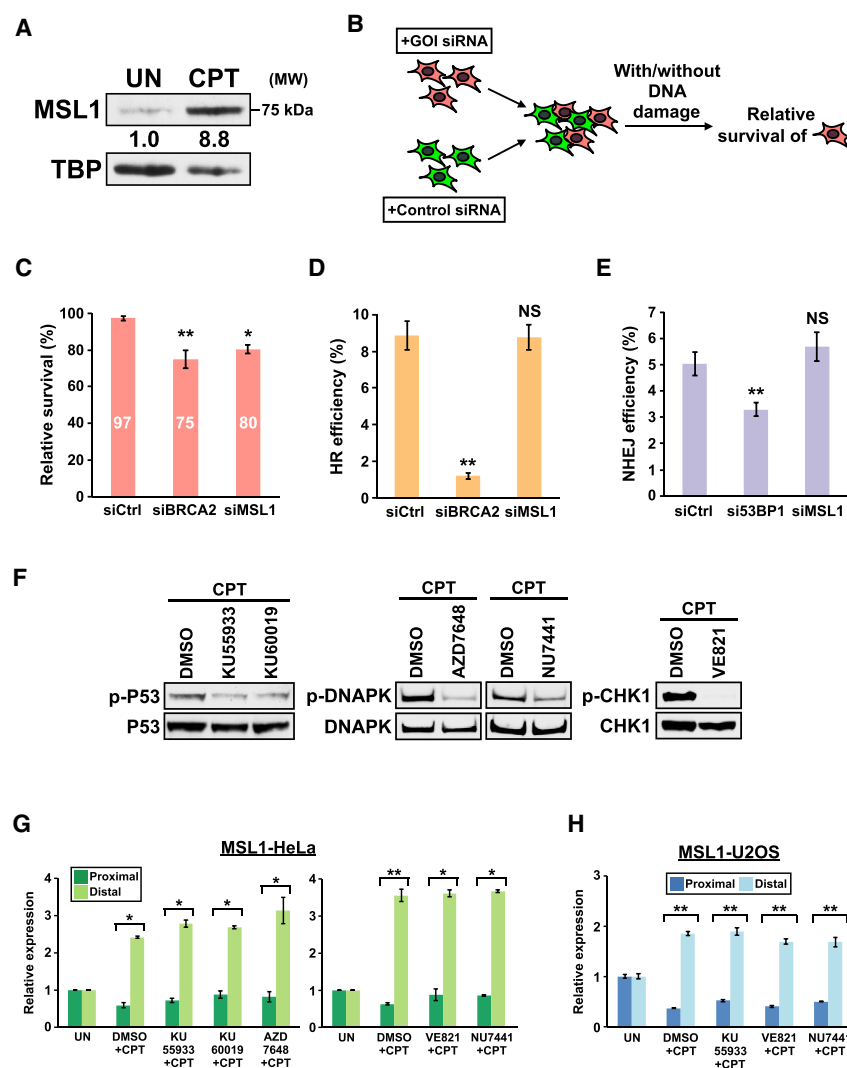 A
UN CPT (MW)
MSL1
75 kDa
1.0 8.8
TBP
B
+GOI siRNA
+Control siRNA
With/without
DNA
damage
Relative
survival of
C
Relative survival (%)
100
80
60
40
20
0
97 75 80
** *
siCtrl siBRCA2 siMSL1
D
HR efficiency (%)
10
8
6
4
2
0
** NS
siCtrl siBRCA2 siMSL1
E
NHEJ efficiency (%)
7
6
5
4
3
2
1
0
** NS
siCtrl si53BP1 siMSL1
F
CPT
DMSO KU55933 KU60019
p-P53
P53
CPT CPT
DMSO AZD7648 DMSO NU7441
p-DNAPK
DNAPK
CPT
DMSO VE821
p-CHK1
CHK1
G
MSL1-HeLa
Proximal
Distal
Relative expression
4
3
2
1
0
* * * *
UN DMSO KU KU AZD
+CPT 55933 60019 7648
+CPT +CPT +CPT
4
3
2
1
0
** * *
UN DMSO VE821 NU7441
+CPT +CPT +CPT
H
MSL1-U2OS
Proximal Distal
Relative expression
3
2
1
0
** ** ** **
UN DMSO KU VE821 NU7441
+CPT 55933 +CPT +CPT
+CPT